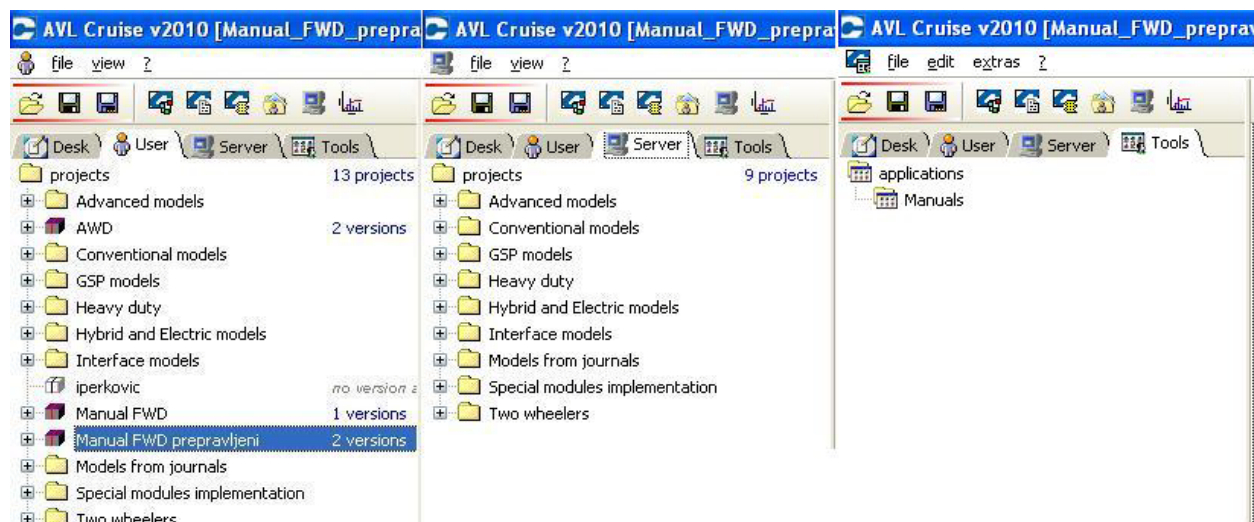 AVL Cruise v2010 [Manual_FWD_prepra
file view ?
Desk User Server Tools
projects 13 projects
Advanced models
AWD 2 versions
Conventional models
GSP models
Heavy duty
Hybrid and Electric models
Interface models
iperkovic no version a
Manual FWD 1 versions
Manual FWD prepravljeni 2 versions
Models from journals
Special modules implementation
Two wheelers
AVL Cruise v2010 [Manual_FWD_prepra
file view ?
Desk User Server Tools
projects 9 projects
Advanced models
Conventional models
GSP models
Heavy duty
Hybrid and Electric models
Interface models
Models from journals
Special modules implementation
Two wheelers
AVL Cruise v2010 [Manual_FWD_preprav
file edit extras ?
Desk User Server Tools
applications
Manuals